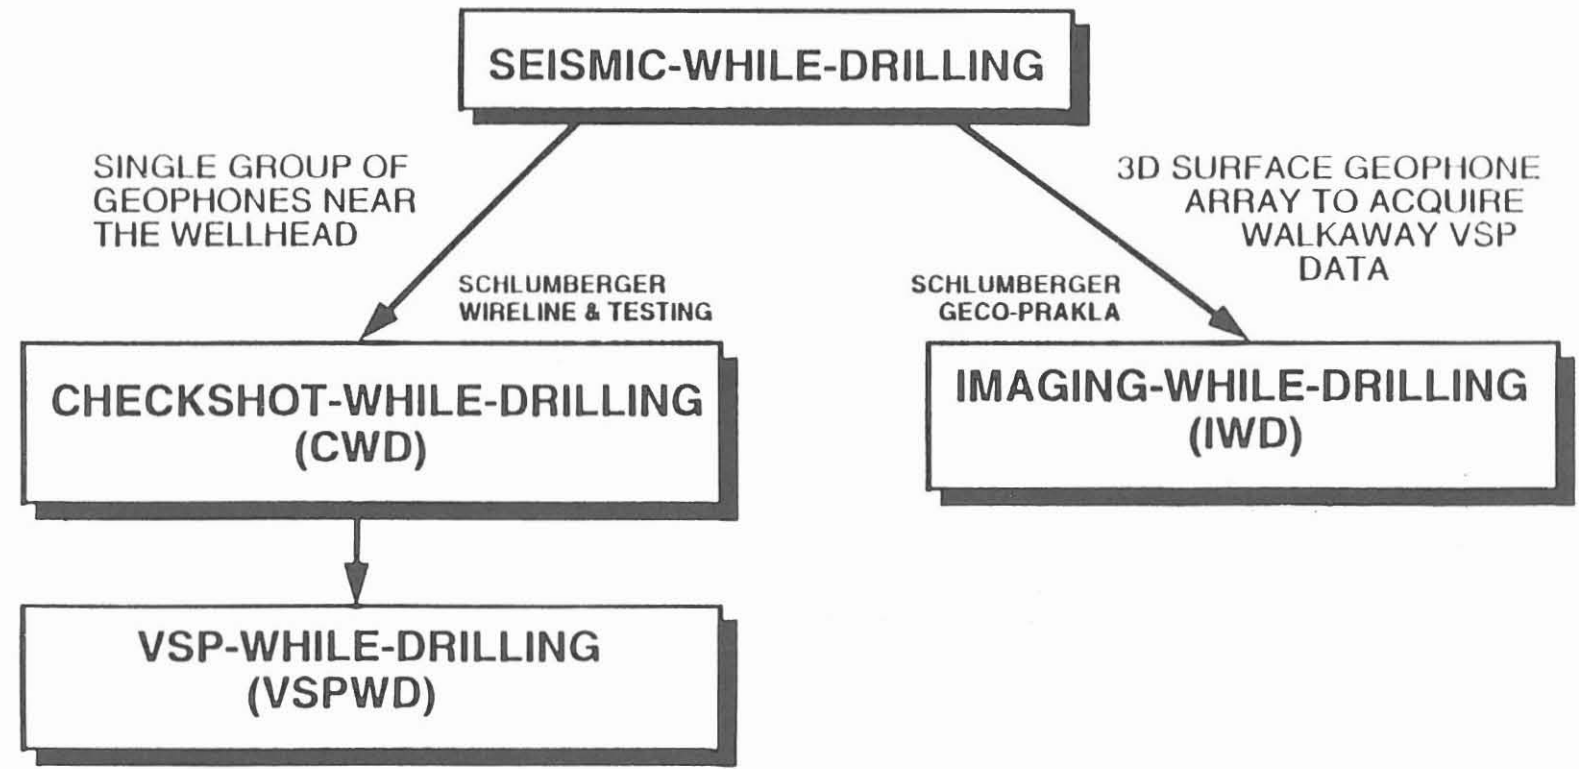 SEISMIC-WHILE-DRILLING
SINGLE GROUP OF
GEOPHONES NEAR
THE WELLHEAD
3D SURFACE GEOPHONE
ARRAY TO ACQUIRE
WALKAWAY VSP
DATA
SCHLUMBERGER
WIRELINE & TESTING
SCHLUMBERGER
GECO-PRAKLA
CHECKSHOT-WHILE-DRILLING
(CWD)
IMAGING-WHILE-DRILLING
(IWD)
VSP-WHILE-DRILLING
(VSPWD)